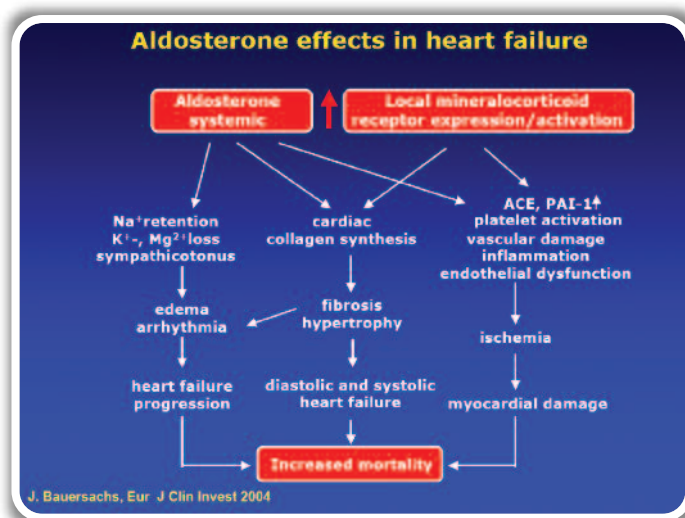 Aldosterone effects in heart failure
Aldosterone
systemic
Local mineralocorticoid
receptor expression/activation
Na⁺retention
K⁺-, Mg²⁺loss
sympathicotonus
cardiac
collagen synthesis
ACE, PAI-1↑
platelet activation
vascular damage
inflammation
endothelial dysfunction
edema
arrhythmia
fibrosis
hypertrophy
ischemia
heart failure
progression
diastolic and systolic
heart failure
myocardial damage
Increased mortality
J. Bauersachs, Eur J Clin Invest 2004